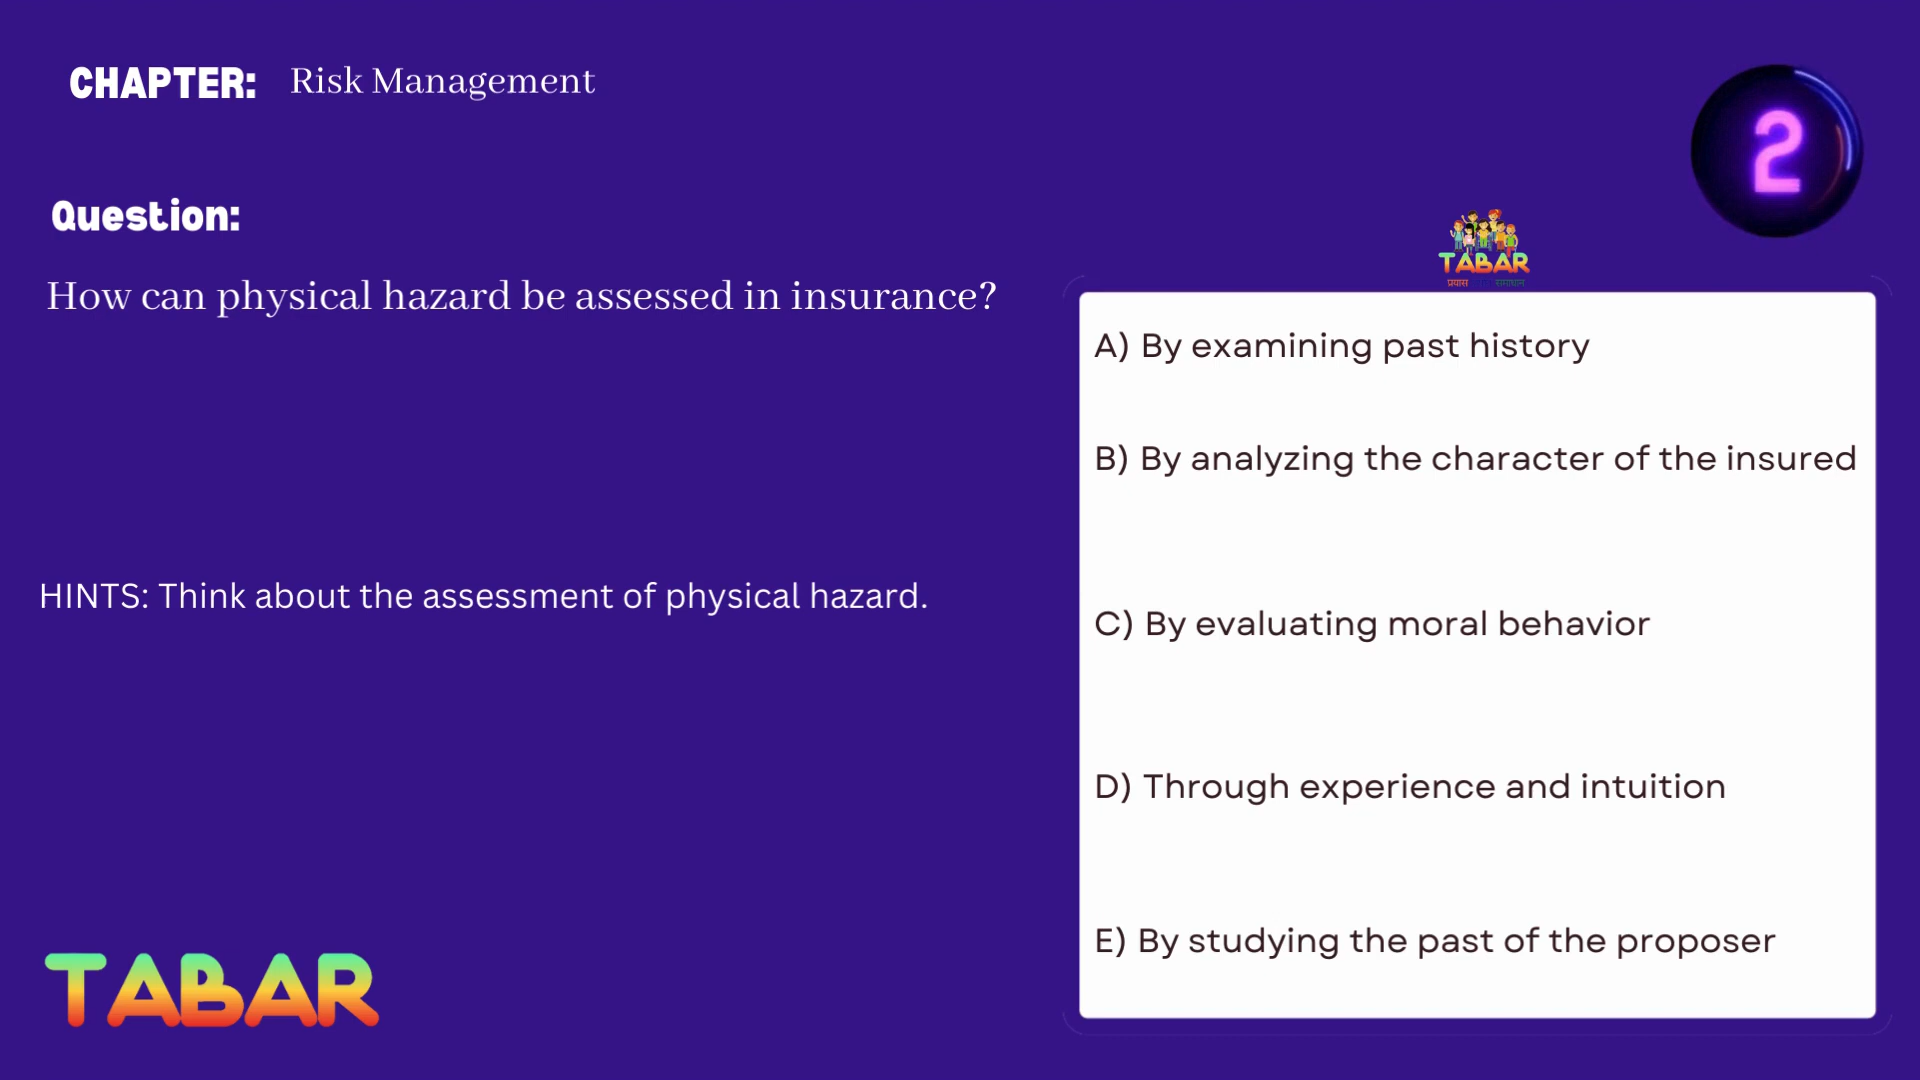 CHAPTER: Risk Management
2
Question:
How can physical hazard be assessed in insurance?
HINTS: Think about the assessment of physical hazard.
TABAR
TABAR
प्रयास समाधान
A) By examining past history
B) By analyzing the character of the insured
C) By evaluating moral behavior
D) Through experience and intuition
E) By studying the past of the proposer